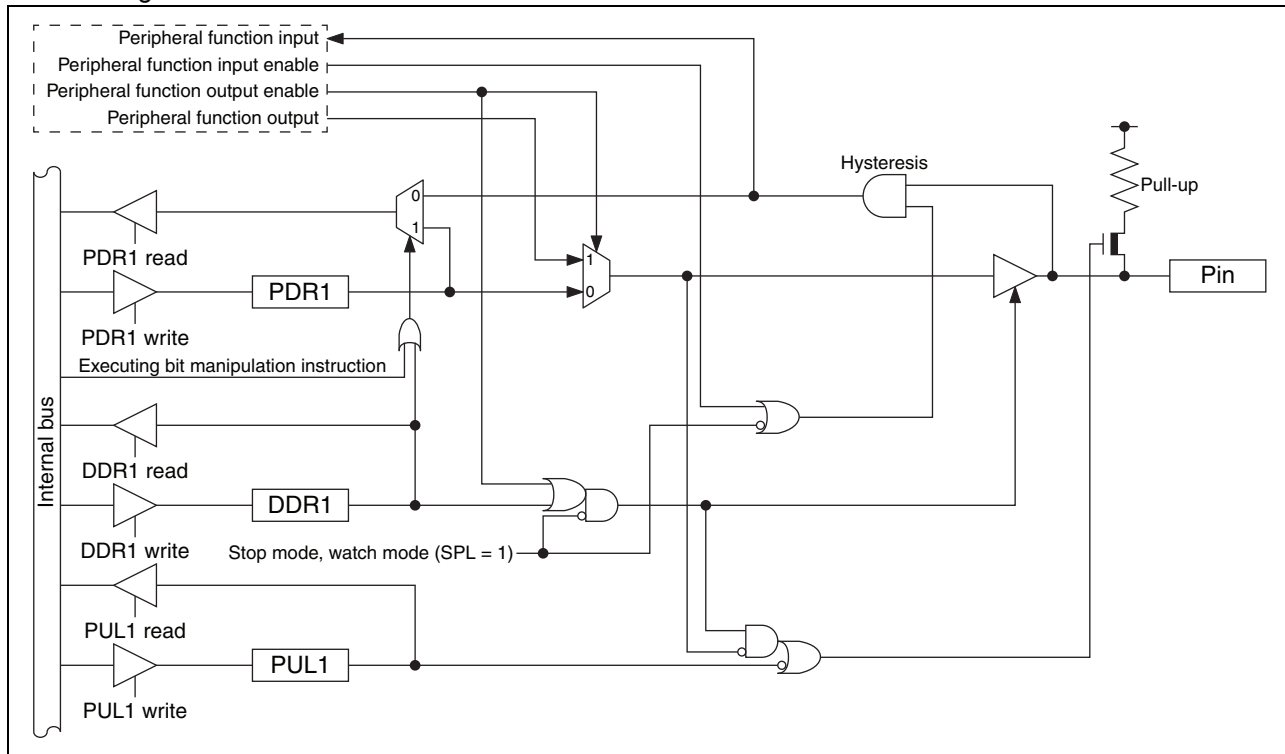 Peripheral function input
Peripheral function input enable
Peripheral function output enable
Peripheral function output
Hysteresis
Pull-up
0
1
PDR1 read
1
PDR1
0
Pin
PDR1 write
Executing bit manipulation instruction
Internal bus
DDR1 read
DDR1
DDR1 write
Stop mode, watch mode (SPL = 1)
PUL1 read
PUL1
PUL1 write